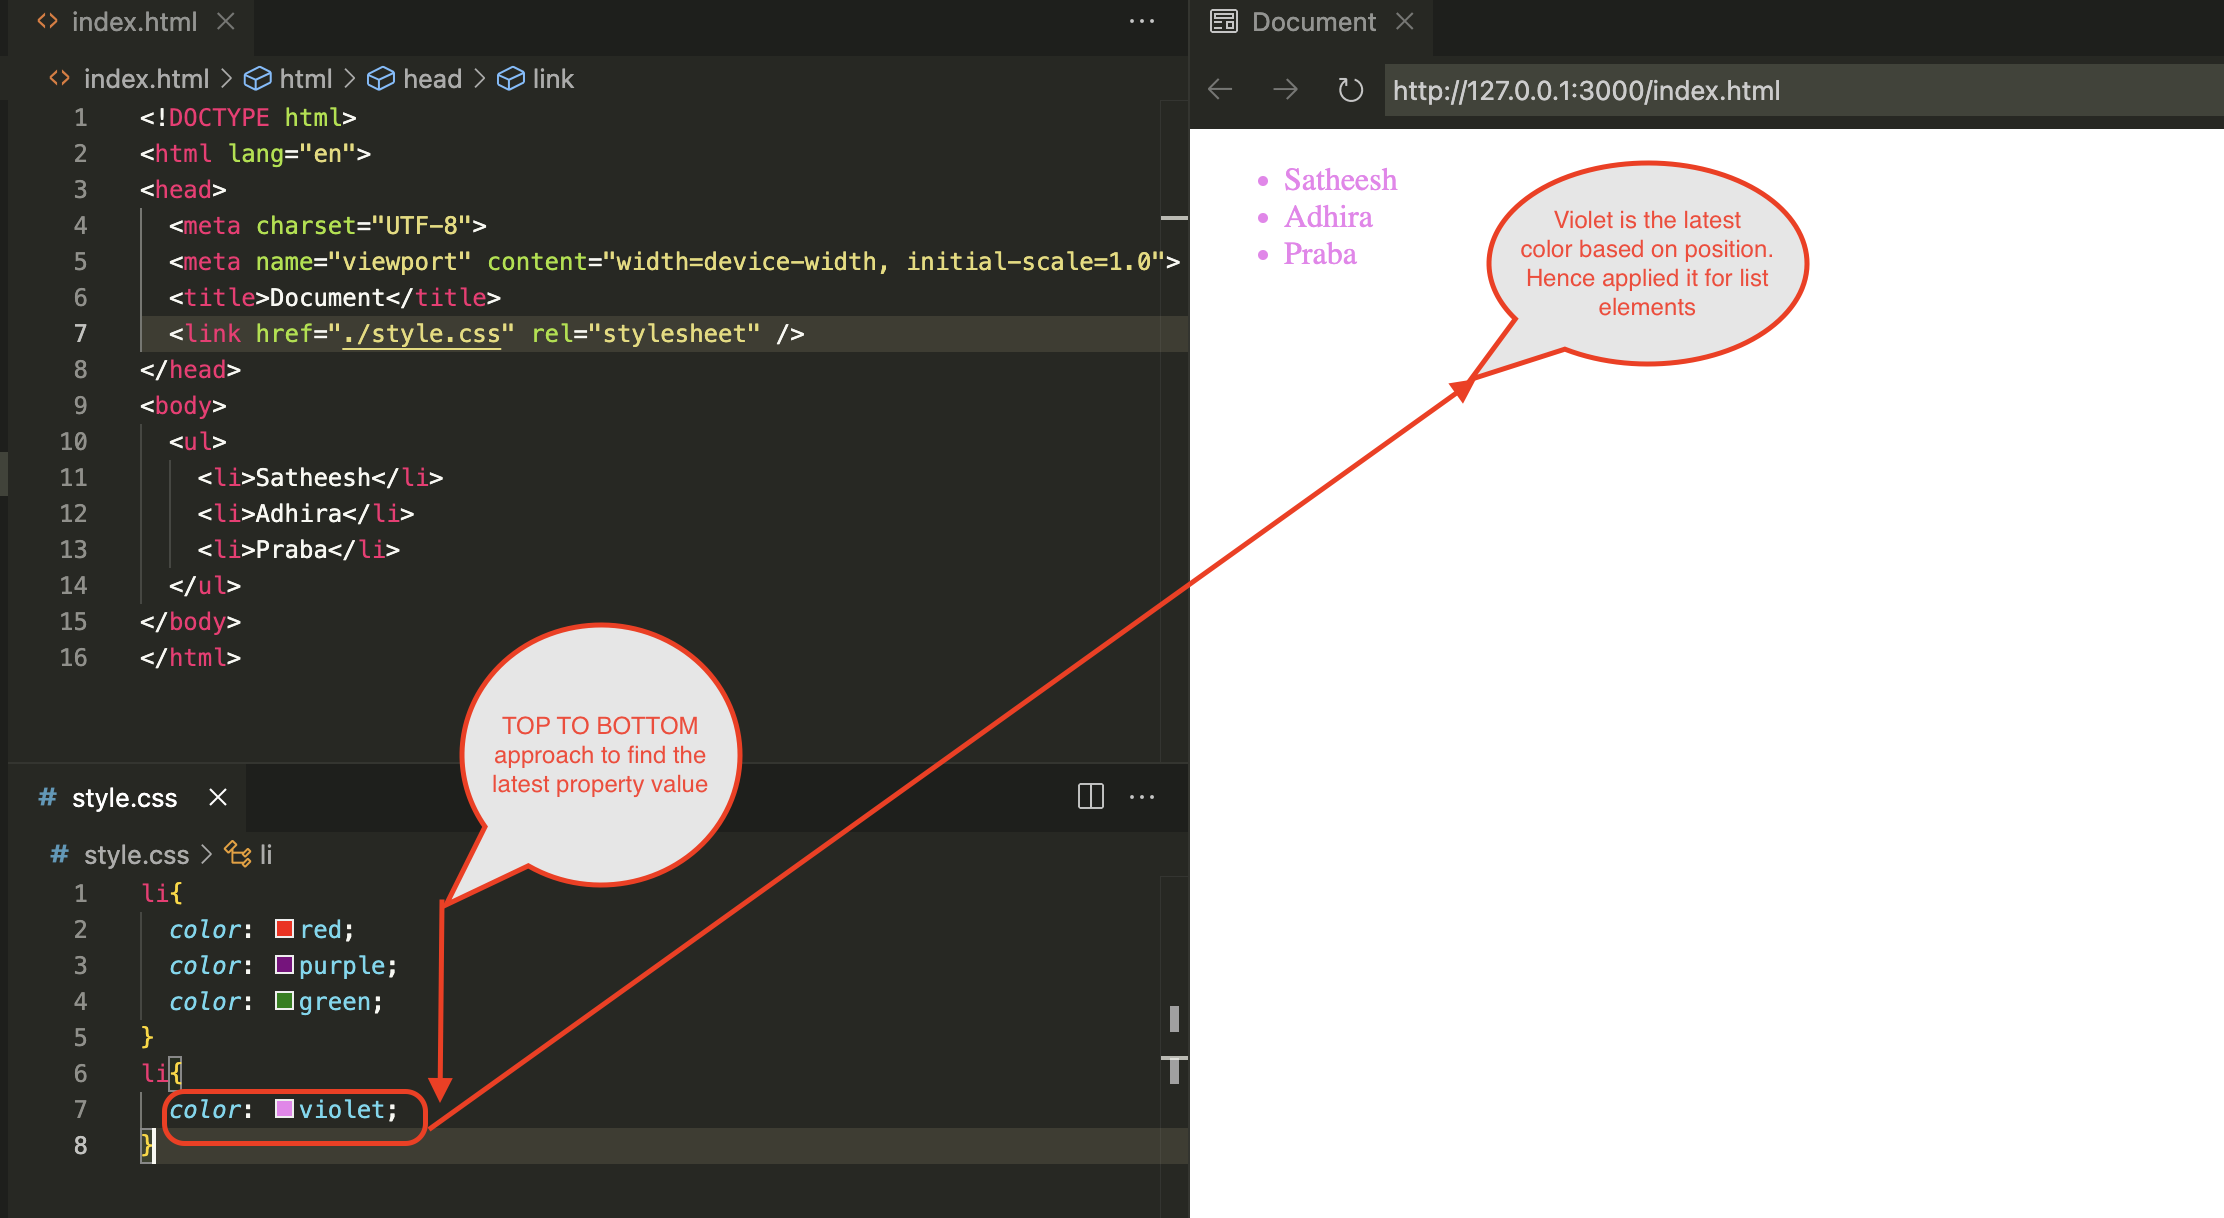 index.html
index.html > html > head > link
1 <!DOCTYPE html>
2 <html lang="en">
3 <head>
4 <meta charset="UTF-8">
5 <meta name="viewport" content="width=device-width, initial-scale=1.0">
6 <title>Document</title>
7 <link href="./style.css" rel="stylesheet" />
8 </head>
9 <body>
10 <ul>
11 <li>Satheesh</li>
12 <li>Adhira</li>
13 <li>Praba</li>
14 </ul>
15 </body>
16 </html>
TOP TO BOTTOM
approach to find the
latest property value
# style.css
# style.css > li
1 li{
2 color: red;
3 color: purple;
4 color: green;
5 }
6 li{
7 color: violet;
8 }
Document
http://127.0.0.1:3000/index.html
• Satheesh
• Adhira
• Praba
Violet is the latest
color based on position.
Hence applied it for list
elements